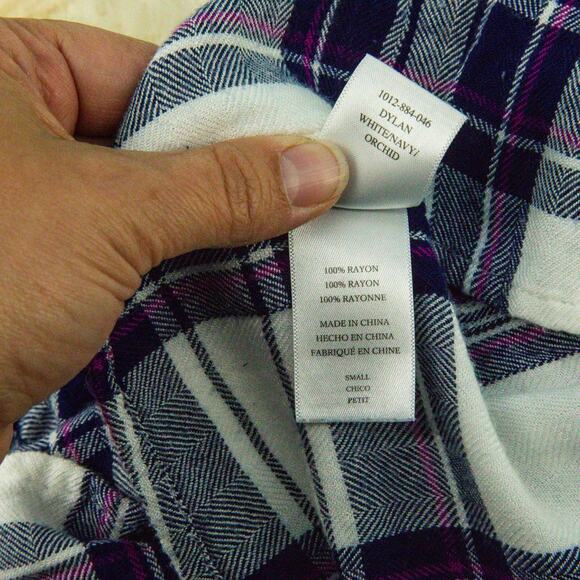 1012-884-046
DYLAN
WHITE/NAVY/
ORCHID
100% RAYON
100% RAYON
100% RAYONNE
MADE IN CHINA
HECHO EN CHINA
FABRIQUÉ EN CHINE
SMALL
CHICO
PETIT